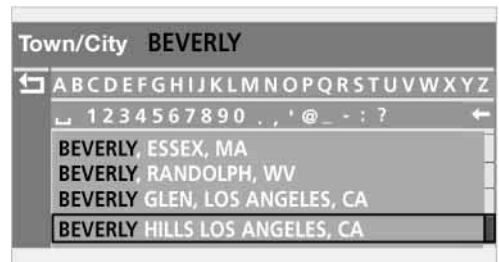 Town/City BEVERLY
ABCDEFGHIJKLMNOPQRSTUVWXYZ
␣ 1234567890 . , ' @ _ - : ?
BEVERLY, ESSEX, MA
BEVERLY, RANDOLPH, WV
BEVERLY GLEN, LOS ANGELES, CA
BEVERLY HILLS LOS ANGELES, CA